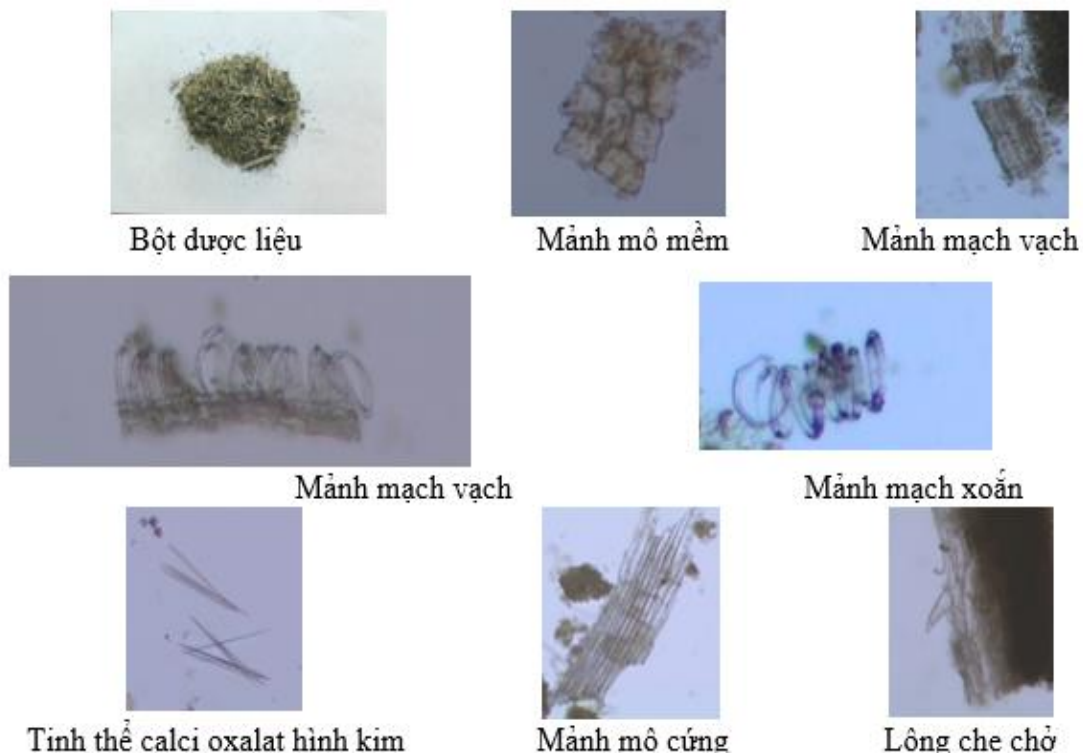 Bột dược liệu
Mảnh mô mềm
Mảnh mạch vạch
Mảnh mạch vạch
Mảnh mạch xoắn
Tinh thể calci oxalat hình kim
Mảnh mô cứng
Lông che chở